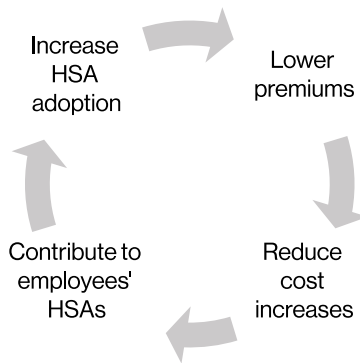 Increase
HSA
adoption
Lower
premiums
Reduce
cost
increases
Contribute to
employees'
HSAs